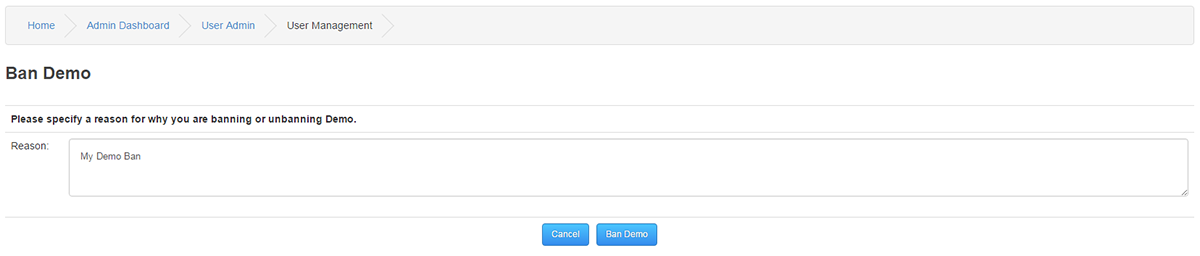 Home Admin Dashboard User Admin User Management
Ban Demo
Please specify a reason for why you are banning or unbanning Demo.
Reason: My Demo Ban
Cancel Ban Demo